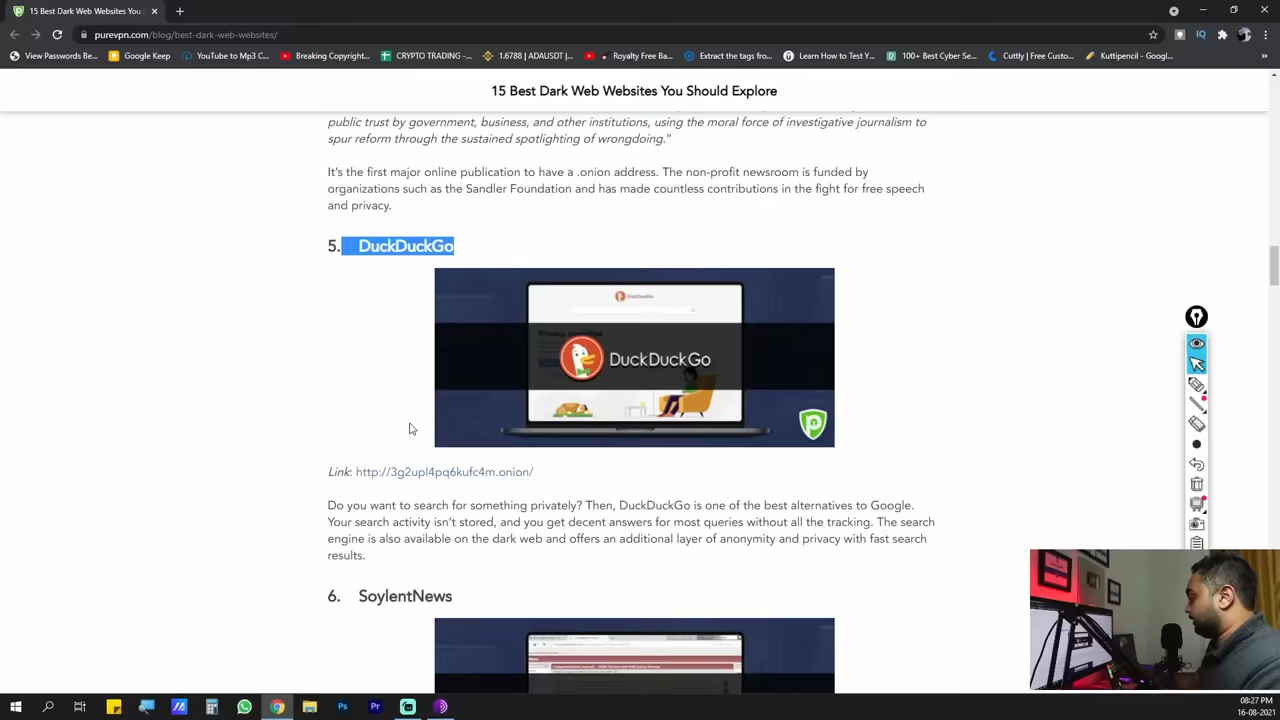 15 Best Dark Web Websites You
purevpn.com/blog/best-dark-web-websites/
View Passwords Be...
Google Keep
YouTube to Mp3 C...
Breaking Copyright...
CRYPTO TRADING -...
1.6788 | ADAUSDT |...
Royalty Free Ba...
Extract the tags from...
Learn How to Test Y...
100+ Best Cyber Se...
Cuttly | Free Custo...
Kuttipencil - Googl...
15 Best Dark Web Websites You Should Explore
public trust by government, business, and other institutions, using the moral force of investigative journalism to
spur reform through the sustained spotlighting of wrongdoing."
It's the first major online publication to have a .onion address. The non-profit newsroom is funded by
organizations such as the Sandler Foundation and has made countless contributions in the fight for free speech
and privacy.
5. DuckDuckGo
DuckDuckGo
DuckDuckGo
Link: http://3g2upl4pq6kufc4m.onion/
Do you want to search for something privately? Then, DuckDuckGo is one of the best alternatives to Google.
Your search activity isn't stored, and you get decent answers for most queries without all the tracking. The search
engine is also available on the dark web and offers an additional layer of anonymity and privacy with fast search
results.
6. SoylentNews
08:27 PM
16-08-2021